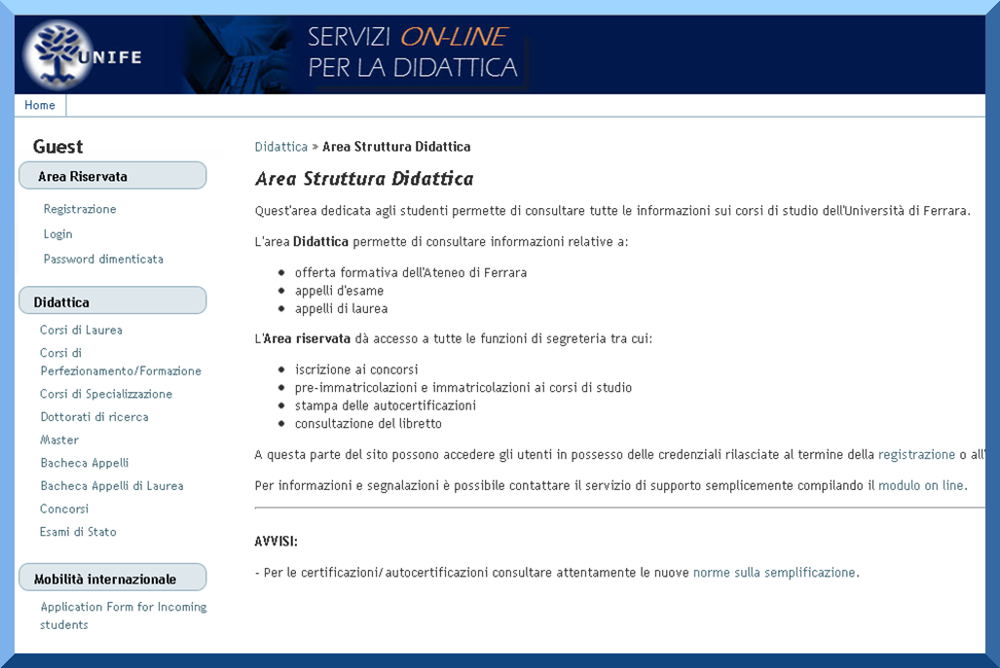 UNIFE
SERVIZI ON-LINE
PER LA DIDATTICA
Home
Guest
Area Riservata
Registrazione
Login
Password dimenticata
Didattica
Corsi di Laurea
Corsi di
Perfezionamento/Formazione
Corsi di Specializzazione
Dottorati di ricerca
Master
Bacheca Appelli
Bacheca Appelli di Laurea
Concorsi
Esami di Stato
Mobilità internazionale
Application Form for Incoming
students
Didattica » Area Struttura Didattica
Area Struttura Didattica
Quest'area dedicata agli studenti permette di consultare tutte le informazioni sui corsi di studio dell'Università di Ferrara.
L'area Didattica permette di consultare informazioni relative a:
• offerta formativa dell'Ateneo di Ferrara
• appelli d'esame
• appelli di laurea
L'Area riservata dà accesso a tutte le funzioni di segreteria tra cui:
• iscrizione ai concorsi
• pre-immatricolazioni e immatricolazioni ai corsi di studio
• stampa delle autocertificazioni
• consultazione del libretto
A questa parte del sito possono accedere gli utenti in possesso delle credenziali rilasciate al termine della registrazione o all'
Per informazioni e segnalazioni è possibile contattare il servizio di supporto semplicemente compilando il modulo on line.
AVVISI:
- Per le certificazioni/autocertificazioni consultare attentamente le nuove norme sulla semplificazione.